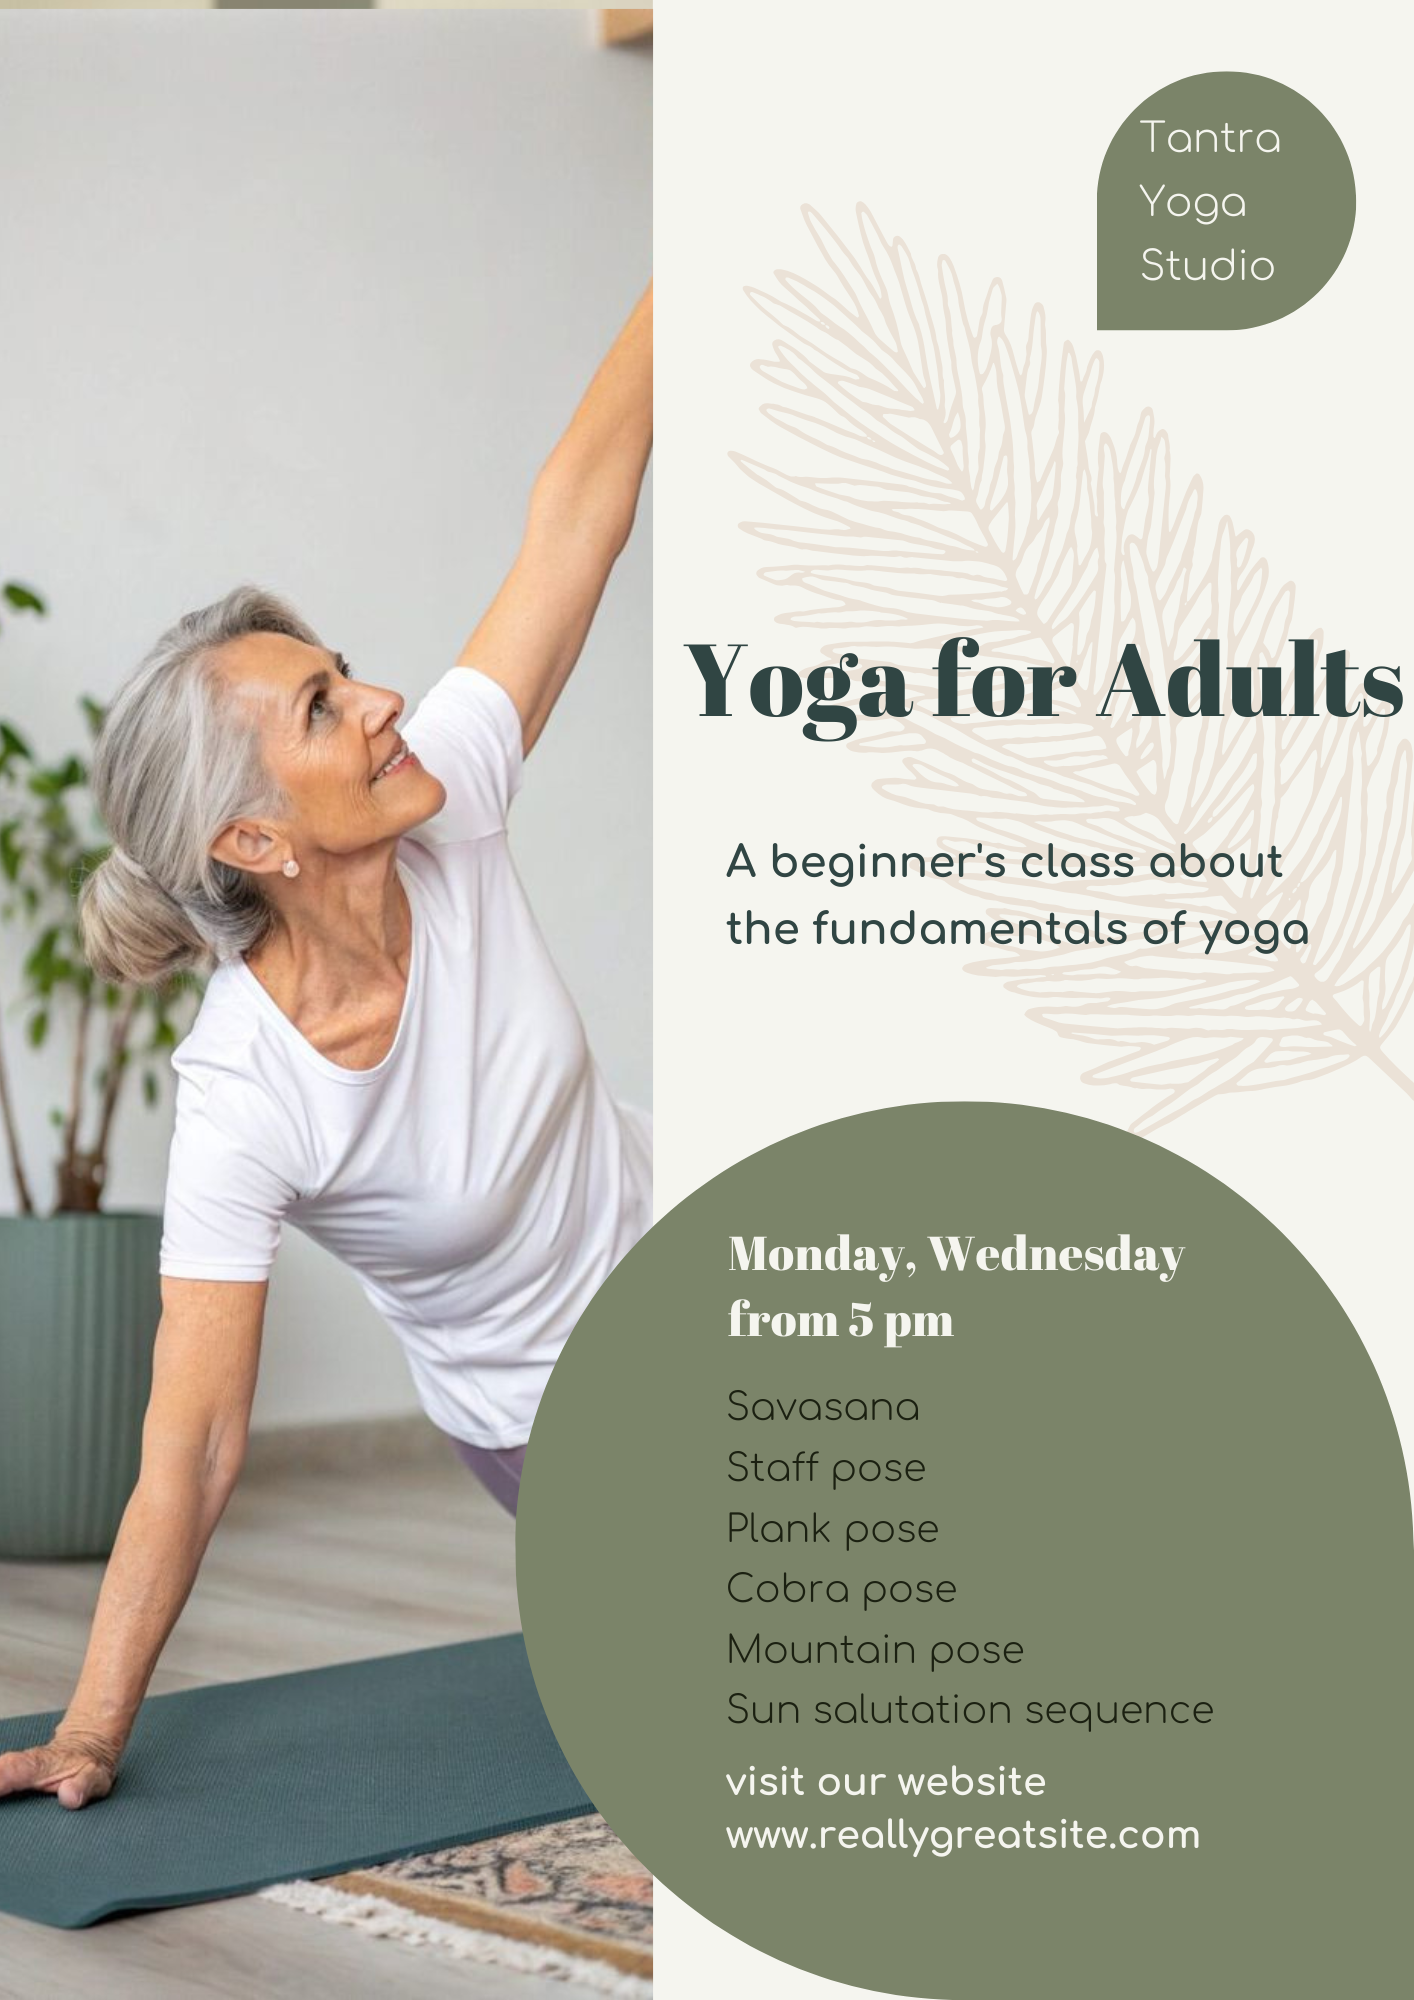 Tantra
Yoga
Studio
Yoga for Adults
A beginner's class about
the fundamentals of yoga
Monday, Wednesday
from 5 pm
Savasana
Staff pose
Plank pose
Cobra pose
Mountain pose
Sun salutation sequence
visit our website
www.reallygreatsite.com